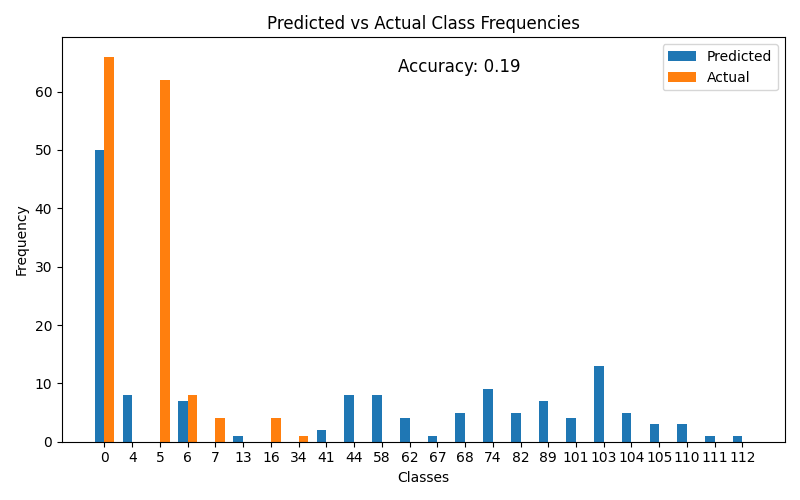 Predicted vs Actual Class Frequencies
Accuracy: 0.19
Predicted
Actual
Frequency
60
50
40
30
20
10
0
0 4 5 6 7 13 16 34 41 44 58 62 67 68 74 82 89 101 103 104 105 110 111 112
Classes